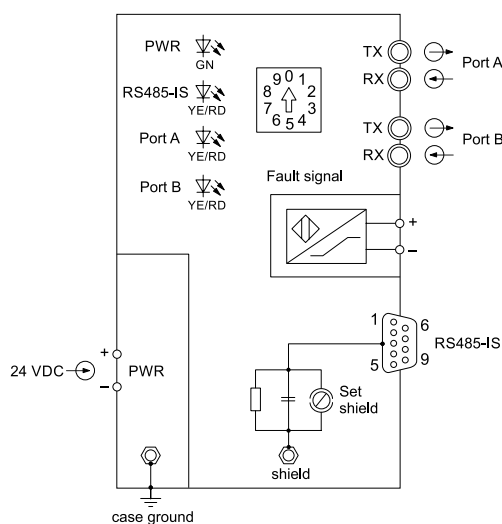 PWR
GN
RS485-IS
YE/RD
Port A
YE/RD
Port B
YE/RD
9 0 1
8 2
7 3
6 5 4
TX
Port A
RX
TX
Port B
RX
Fault signal
+
–
1
6
RS485-IS
5
9
+
24 VDC
PWR
–
Set
shield
shield
case ground